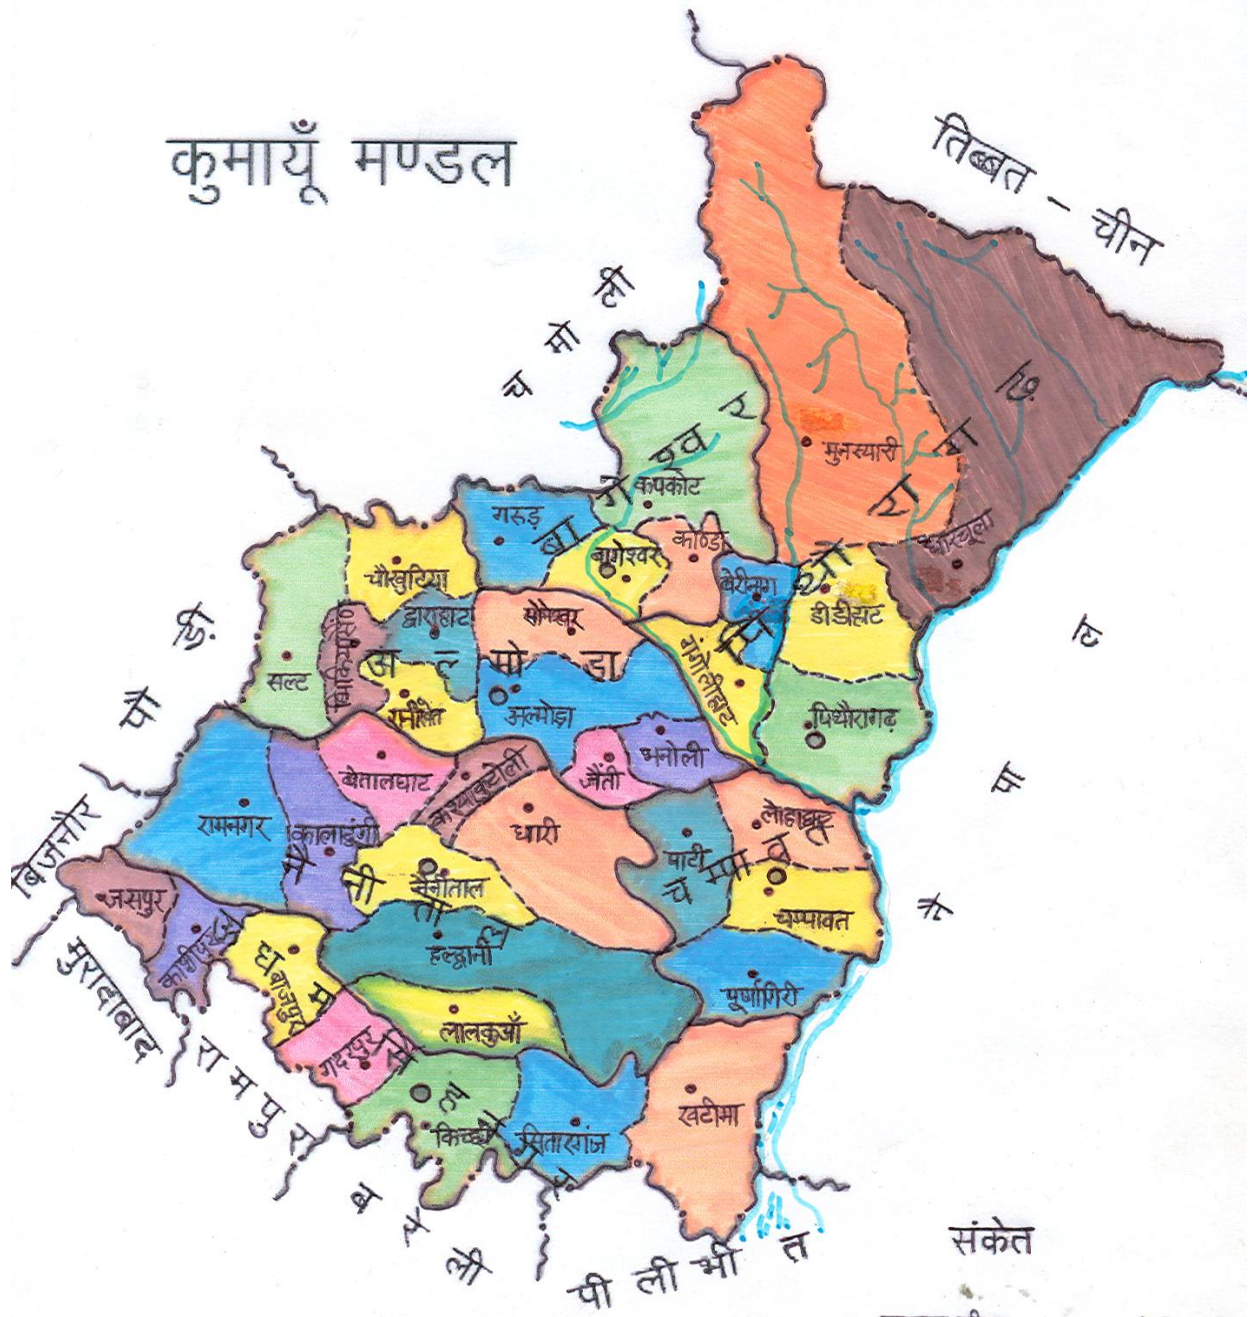 कुमायूँ मण्डल
तिब्बत - चीन
चमोली
मुनस्यारी
धारचूला
पिथौरागढ़
बागेश्वर
कपकोट
गरुड़
बागेश्वर
काण्डा
बेरीनाग
डीडीहाट
चौखुटिया
द्वाराहाट
सोमेश्वर
भिकियासैंण
सल्ट
अल्मोडा
रानीखेत
अल्मोड़ा
गंगोलीहाट
पिथौरागढ़
पौड़ी
नेपाल
बेतालघाट
जैंती
भनोली
कश्याकुटोली
रामनगर
कालाढुंगी
धारी
लोहाघाट
पाटी
चम्पावत
नैनीताल
नैनीताल
चम्पावत
बिजनौर
जसपुर
काशीपुर
हल्द्वानी
पूर्णागिरी
बाजपुर
लालकुआँ
गदरपुर
ऊधमसिंह
किच्छा
सितारगंज
खटीमा
मुरादाबाद
रामपुर
बरेली
पीलीभीत
संकेत